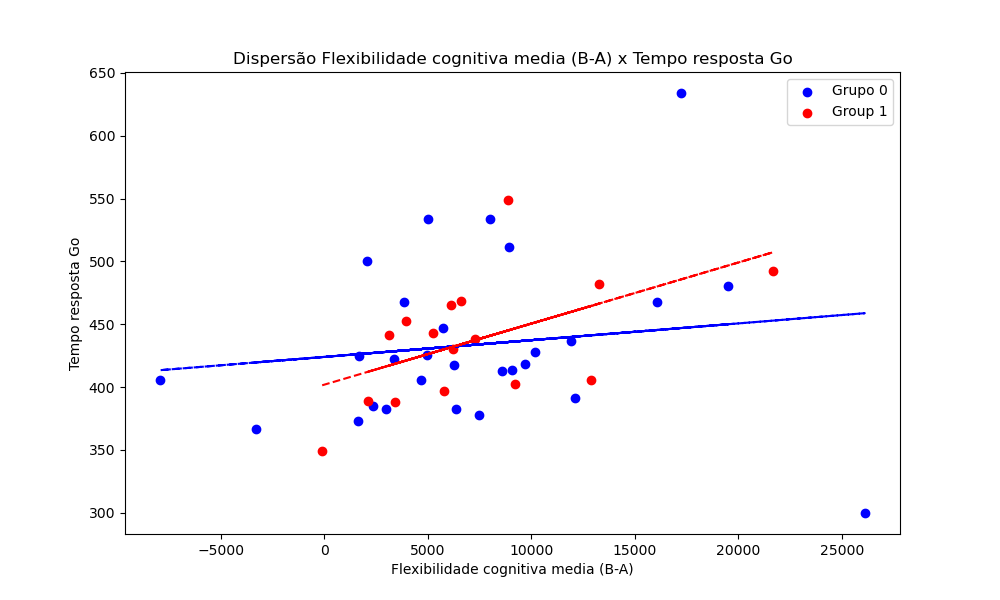 Dispersão Flexibilidade cognitiva media (B-A) x Tempo resposta Go
Grupo 0
Group 1
650
600
550
500
450
400
350
300
Tempo resposta Go
−5000 0 5000 10000 15000 20000 25000
Flexibilidade cognitiva media (B-A)